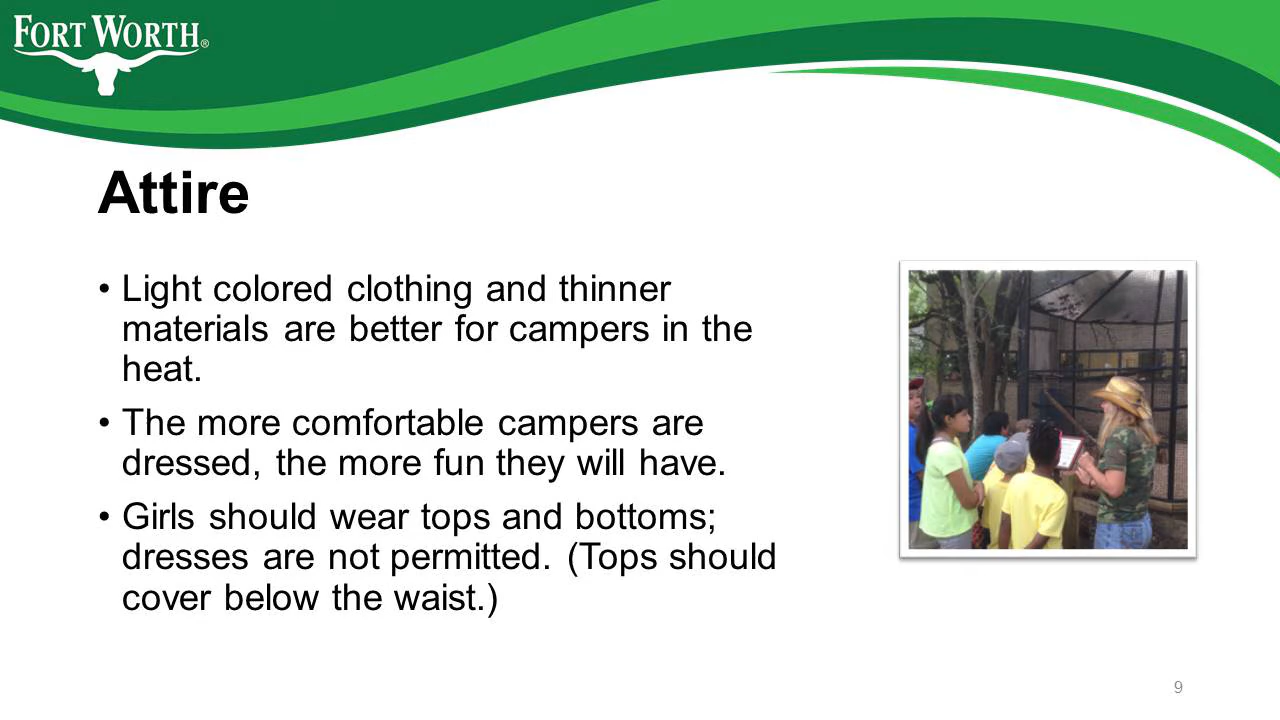 FORT WORTH®
Attire
• Light colored clothing and thinner
materials are better for campers in the
heat.
• The more comfortable campers are
dressed, the more fun they will have.
• Girls should wear tops and bottoms;
dresses are not permitted. (Tops should
cover below the waist.)
9